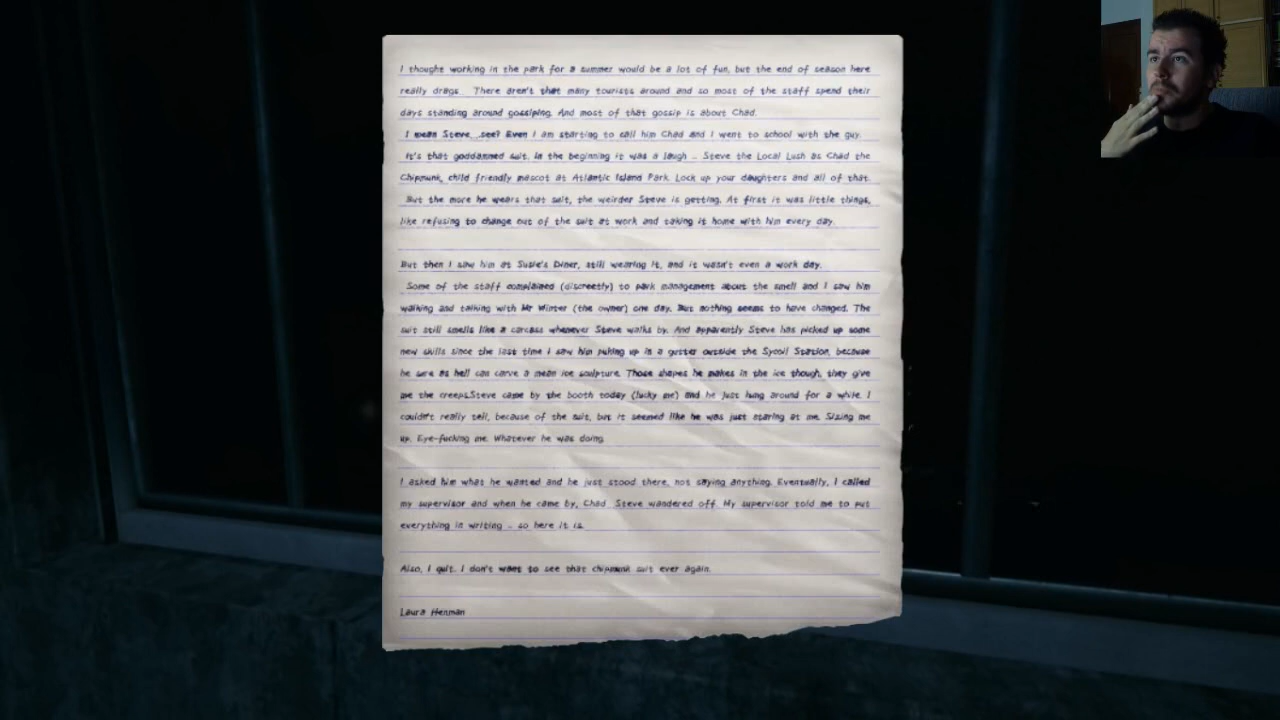 I thought working in the park for a summer would be a lot of fun, but the end of season here
really drags.. There aren't that many tourists around and so most of the staff spend their
days standing around gossiping. And most of that gossip is about Chad.
I mean Steve...see? Even I am starting to call him Chad and I went to school with the guy.
It's that goddamned suit. In the beginning it was a laugh - Steve the Local Lush as Chad the
Chipmunk, child friendly mascot at Atlantic Island Park. Lock up your daughters and all of that.
But the more he wears that suit, the weirder Steve is getting. At first it was little things,
like refusing to change out of the suit at work and taking it home with him every day.
But then I saw him at Susie's Diner, still wearing it, and it wasn't even a work day.
Some of the staff complained (discreetly) to park management about the smell and I saw him
walking and talking with Mr Winter (the owner) one day. But nothing seems to have changed. The
suit still smells like a carcass whenever Steve walks by. And apparently Steve has picked up some
new skills since the last time I saw him puking up in a gutter outside the Station, because
he sure as hell can carve a mean ice sculpture. Those shapes he makes in the ice though, they give
me the creeps.Steve came by the booth today (lucky me) and he just hung around for a while. I
couldn't really tell, because of the suit, but it seemed like he was just staring at me. Sizing me
up. Eye-fucking me. Whatever he was doing.
I asked him what he wanted and he just stood there, not saying anything. Eventually, I called
my supervisor and when he came by, Chad.. Steve wandered off. My supervisor told me to put
everything in writing - so here it is.
Also, I quit. I don't want to see that chipmunk suit ever again.
Laura Henman